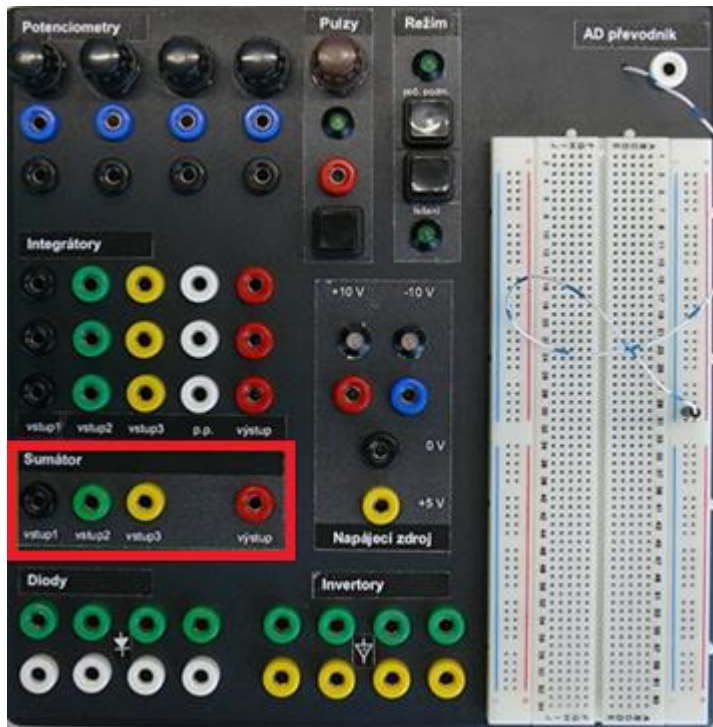 Potenciometry
Pulzy
Režim
AD převodník
poč. podm.
řešení
Integrátory
+10 V -10 V
vstup1 vstup2 vstup3 p.p. výstup
0 V
+5 V
Napájecí zdroj
Sumátor
vstup1 vstup2 vstup3 výstup
Diody
Invertory